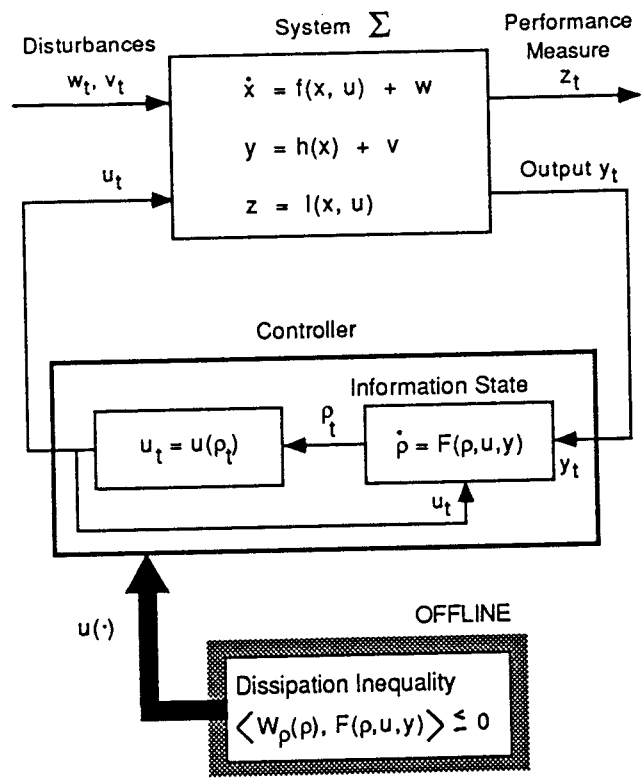 System Σ
Disturbances
w_t, v_t
Performance
Measure
z_t
ẋ = f(x, u) + w
y = h(x) + v
z = l(x, u)
u_t
Output y_t
Controller
Information State
u_t = u(ρ_t)
ρ_t
ρ̇ = F(ρ,u,y)
y_t
u_t
u(·)
OFFLINE
Dissipation Inequality
⟨W_ρ(ρ), F(ρ,u,y)⟩ ≤ 0